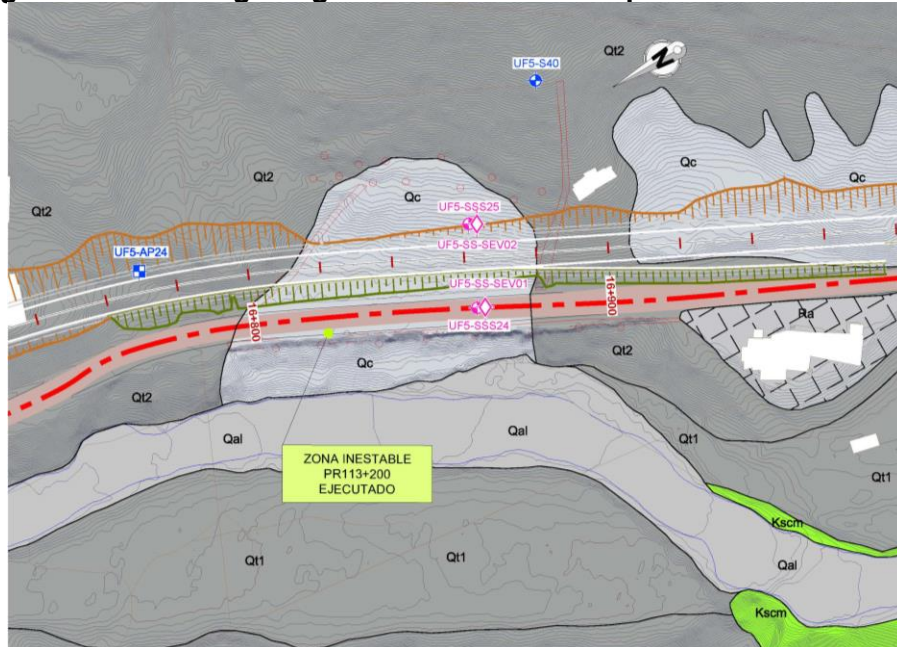 Qt2
UF5-S40
N
Qc
Qt2
Qc
Qc
Qt2
UF5-SSS25
UF5-AP24
UF5-SS-SEV02
UF5-SS-SEV01
16+800
16+900
UF5-SSS24
Ra
Qc
Qt2
Qt2
Qal
Qal
Qt1
ZONA INESTABLE
PR113+200
EJECUTADO
Qt1
Kscm
Qal
Qt1
Qt1
Kscm